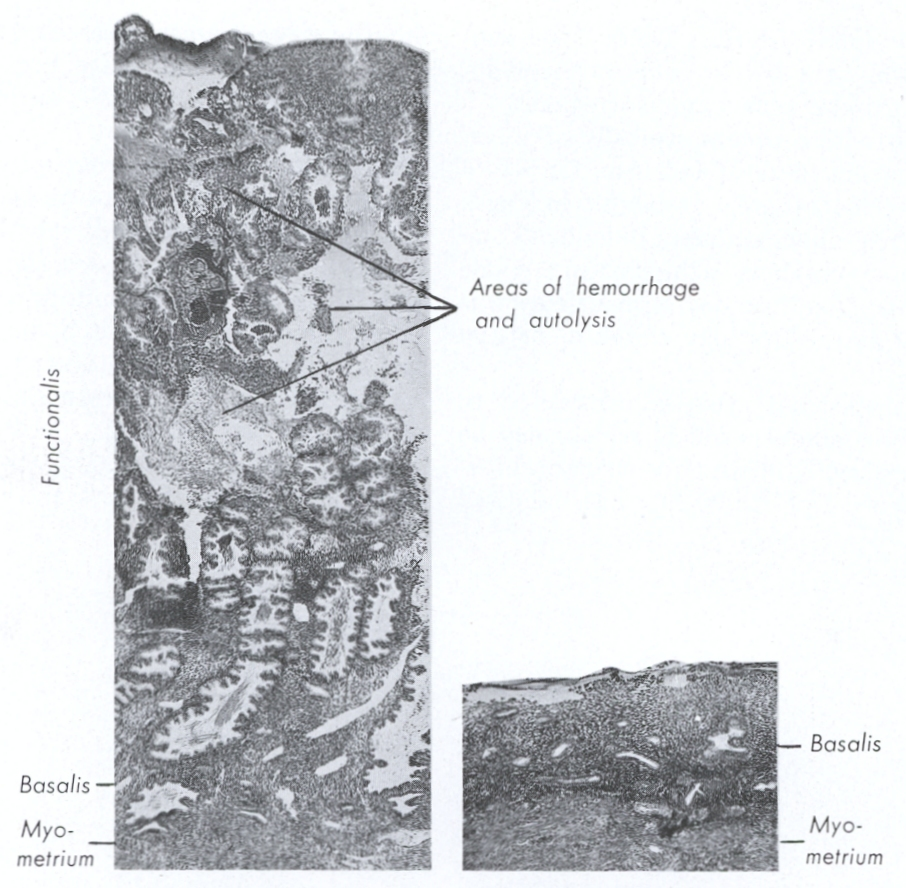 Areas of hemorrhage
and autolysis
Functionalis
Basalis
Myo-
metrium
Basalis
Myo-
metrium